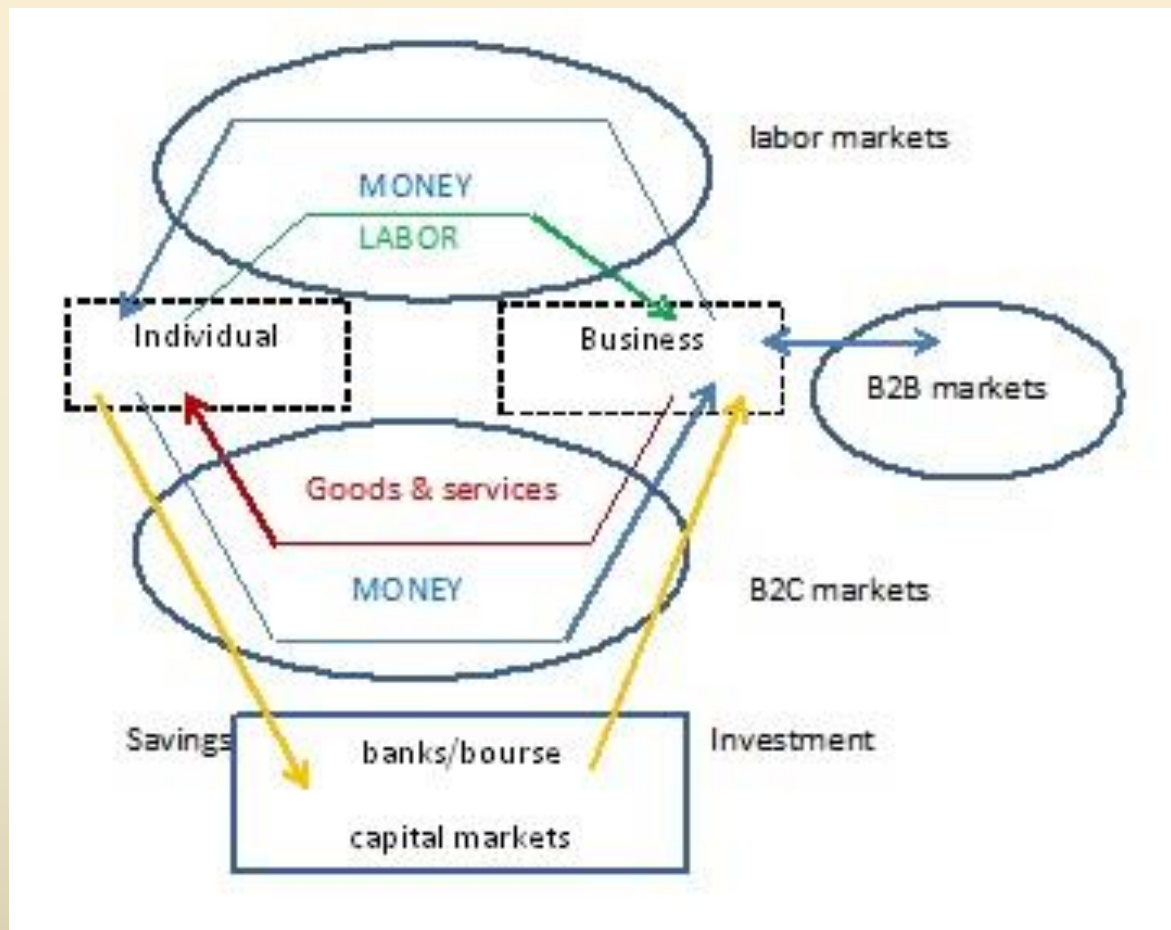 labor markets
MONEY
LABOR
Individual
Business
B2B markets
Goods & services
MONEY
B2C markets
Savings
banks/bourse
Investment
capital markets